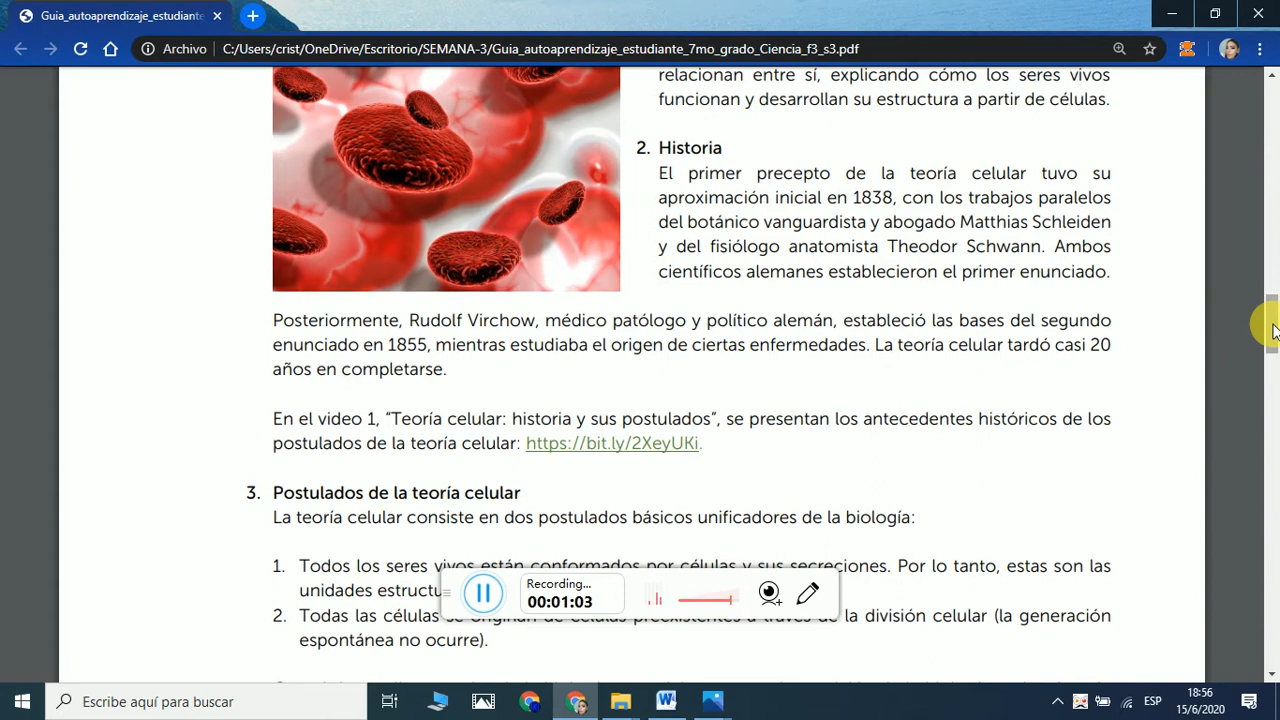 Guia_autoaprendizaje_estudiante
Archivo C:/Users/crist/OneDrive/Escritorio/SEMANA-3/Guia_autoaprendizaje_estudiante_7mo_grado_Ciencia_f3_s3.pdf
relacionan entre sí, explicando cómo los seres vivos
funcionan y desarrollan su estructura a partir de células.
2. Historia
El primer precepto de la teoría celular tuvo su
aproximación inicial en 1838, con los trabajos paralelos
del botánico vanguardista y abogado Matthias Schleiden
y del fisiólogo anatomista Theodor Schwann. Ambos
científicos alemanes establecieron el primer enunciado.
Posteriormente, Rudolf Virchow, médico patólogo y político alemán, estableció las bases del segundo
enunciado en 1855, mientras estudiaba el origen de ciertas enfermedades. La teoría celular tardó casi 20
años en completarse.
En el video 1, “Teoría celular: historia y sus postulados”, se presentan los antecedentes históricos de los
postulados de la teoría celular: https://bit.ly/2XeyUKi.
3. Postulados de la teoría celular
La teoría celular consiste en dos postulados básicos unificadores de la biología:
1. Todos los seres vivos están conformados por células y sus secreciones. Por lo tanto, estas son las
unidades
2. Todas las células se originan de células preexistentes a través de la división celular (la generación
espontánea no ocurre).
Recording...
00:01:03
Escribe aquí para buscar
ESP
18:56
15/6/2020